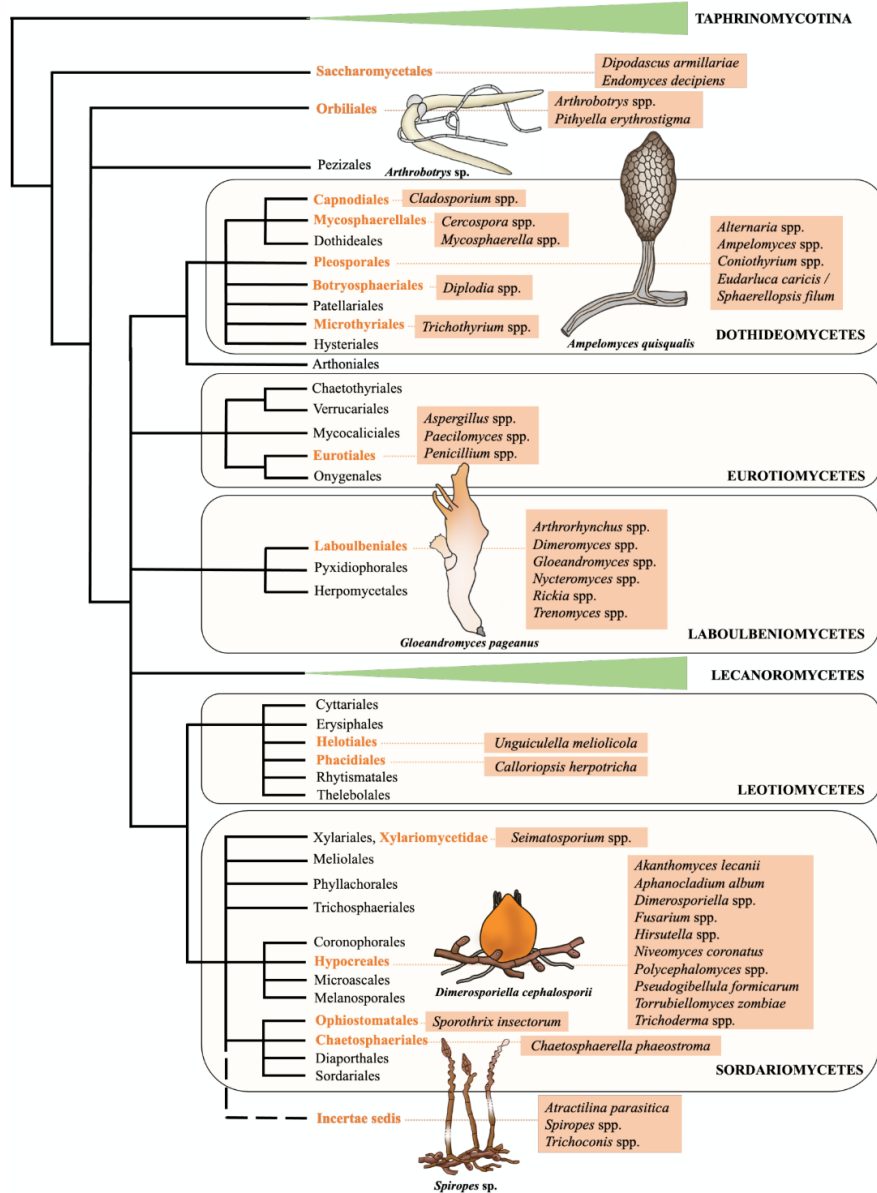 TAPHRINOMYCOTINA
Saccharomycetales
Dipodascus armillariae
Endomyces decipiens
Orbiliales
Arthrobotrys spp.
Pithyella erythrostigma
Pezizales
Arthrobotrys sp.
Capnodiales
Cladosporium spp.
Mycosphaerellales
Cercospora spp.
Mycosphaerella spp.
Dothideales
Pleosporales
Alternaria spp.
Ampelomyces spp.
Coniothyrium spp.
Eudarluca caricis /
Sphaerellopsis filum
Botryosphaeriales
Diplodia spp.
Patellariales
Microthyriales
Trichothyrium spp.
Hysteriales
Ampelomyces quisqualis
DOTHIDEOMYCETES
Arthoniales
Chaetothyriales
Verrucariales
Mycocaliciales
Eurotiales
Aspergillus spp.
Paecilomyces spp.
Penicillium spp.
Onygenales
EUROTIOMYCETES
Laboulbeniales
Arthrorhynchus spp.
Dimeromyces spp.
Gloeandromyces spp.
Nycteromyces spp.
Rickia spp.
Trenomyces spp.
Pyxidiophorales
Herpomycetales
Gloeandromyces pageanus
LABOULBENIOMYCETES
LECANOROMYCETES
Cyttariales
Erysiphales
Helotiales
Unguiculella meliolicola
Phacidiales
Calloriopsis herpotricha
Rhytismatales
Thelebolales
LEOTIOMYCETES
Xylariales, Xylariomycetidae
Seimatosporium spp.
Meliolales
Phyllachorales
Trichosphaeriales
Coronophorales
Hypocreales
Akanthomyces lecanii
Aphanocladium album
Dimerosporiella spp.
Fusarium spp.
Hirsutella spp.
Niveomyces coronatus
Polycephalomyces spp.
Pseudogibellula formicarum
Torrubiellomyces zombiae
Trichoderma spp.
Microascales
Melanosporales
Dimerosporiella cephalosporii
Ophiostomatales
Sporothrix insectorum
Chaetosphaeriales
Chaetosphaerella phaeostroma
Diaporthales
Sordariales
SORDARIOMYCETES
Incertae sedis
Atractilina parasitica
Spiropes spp.
Trichoconis spp.
Spiropes sp.